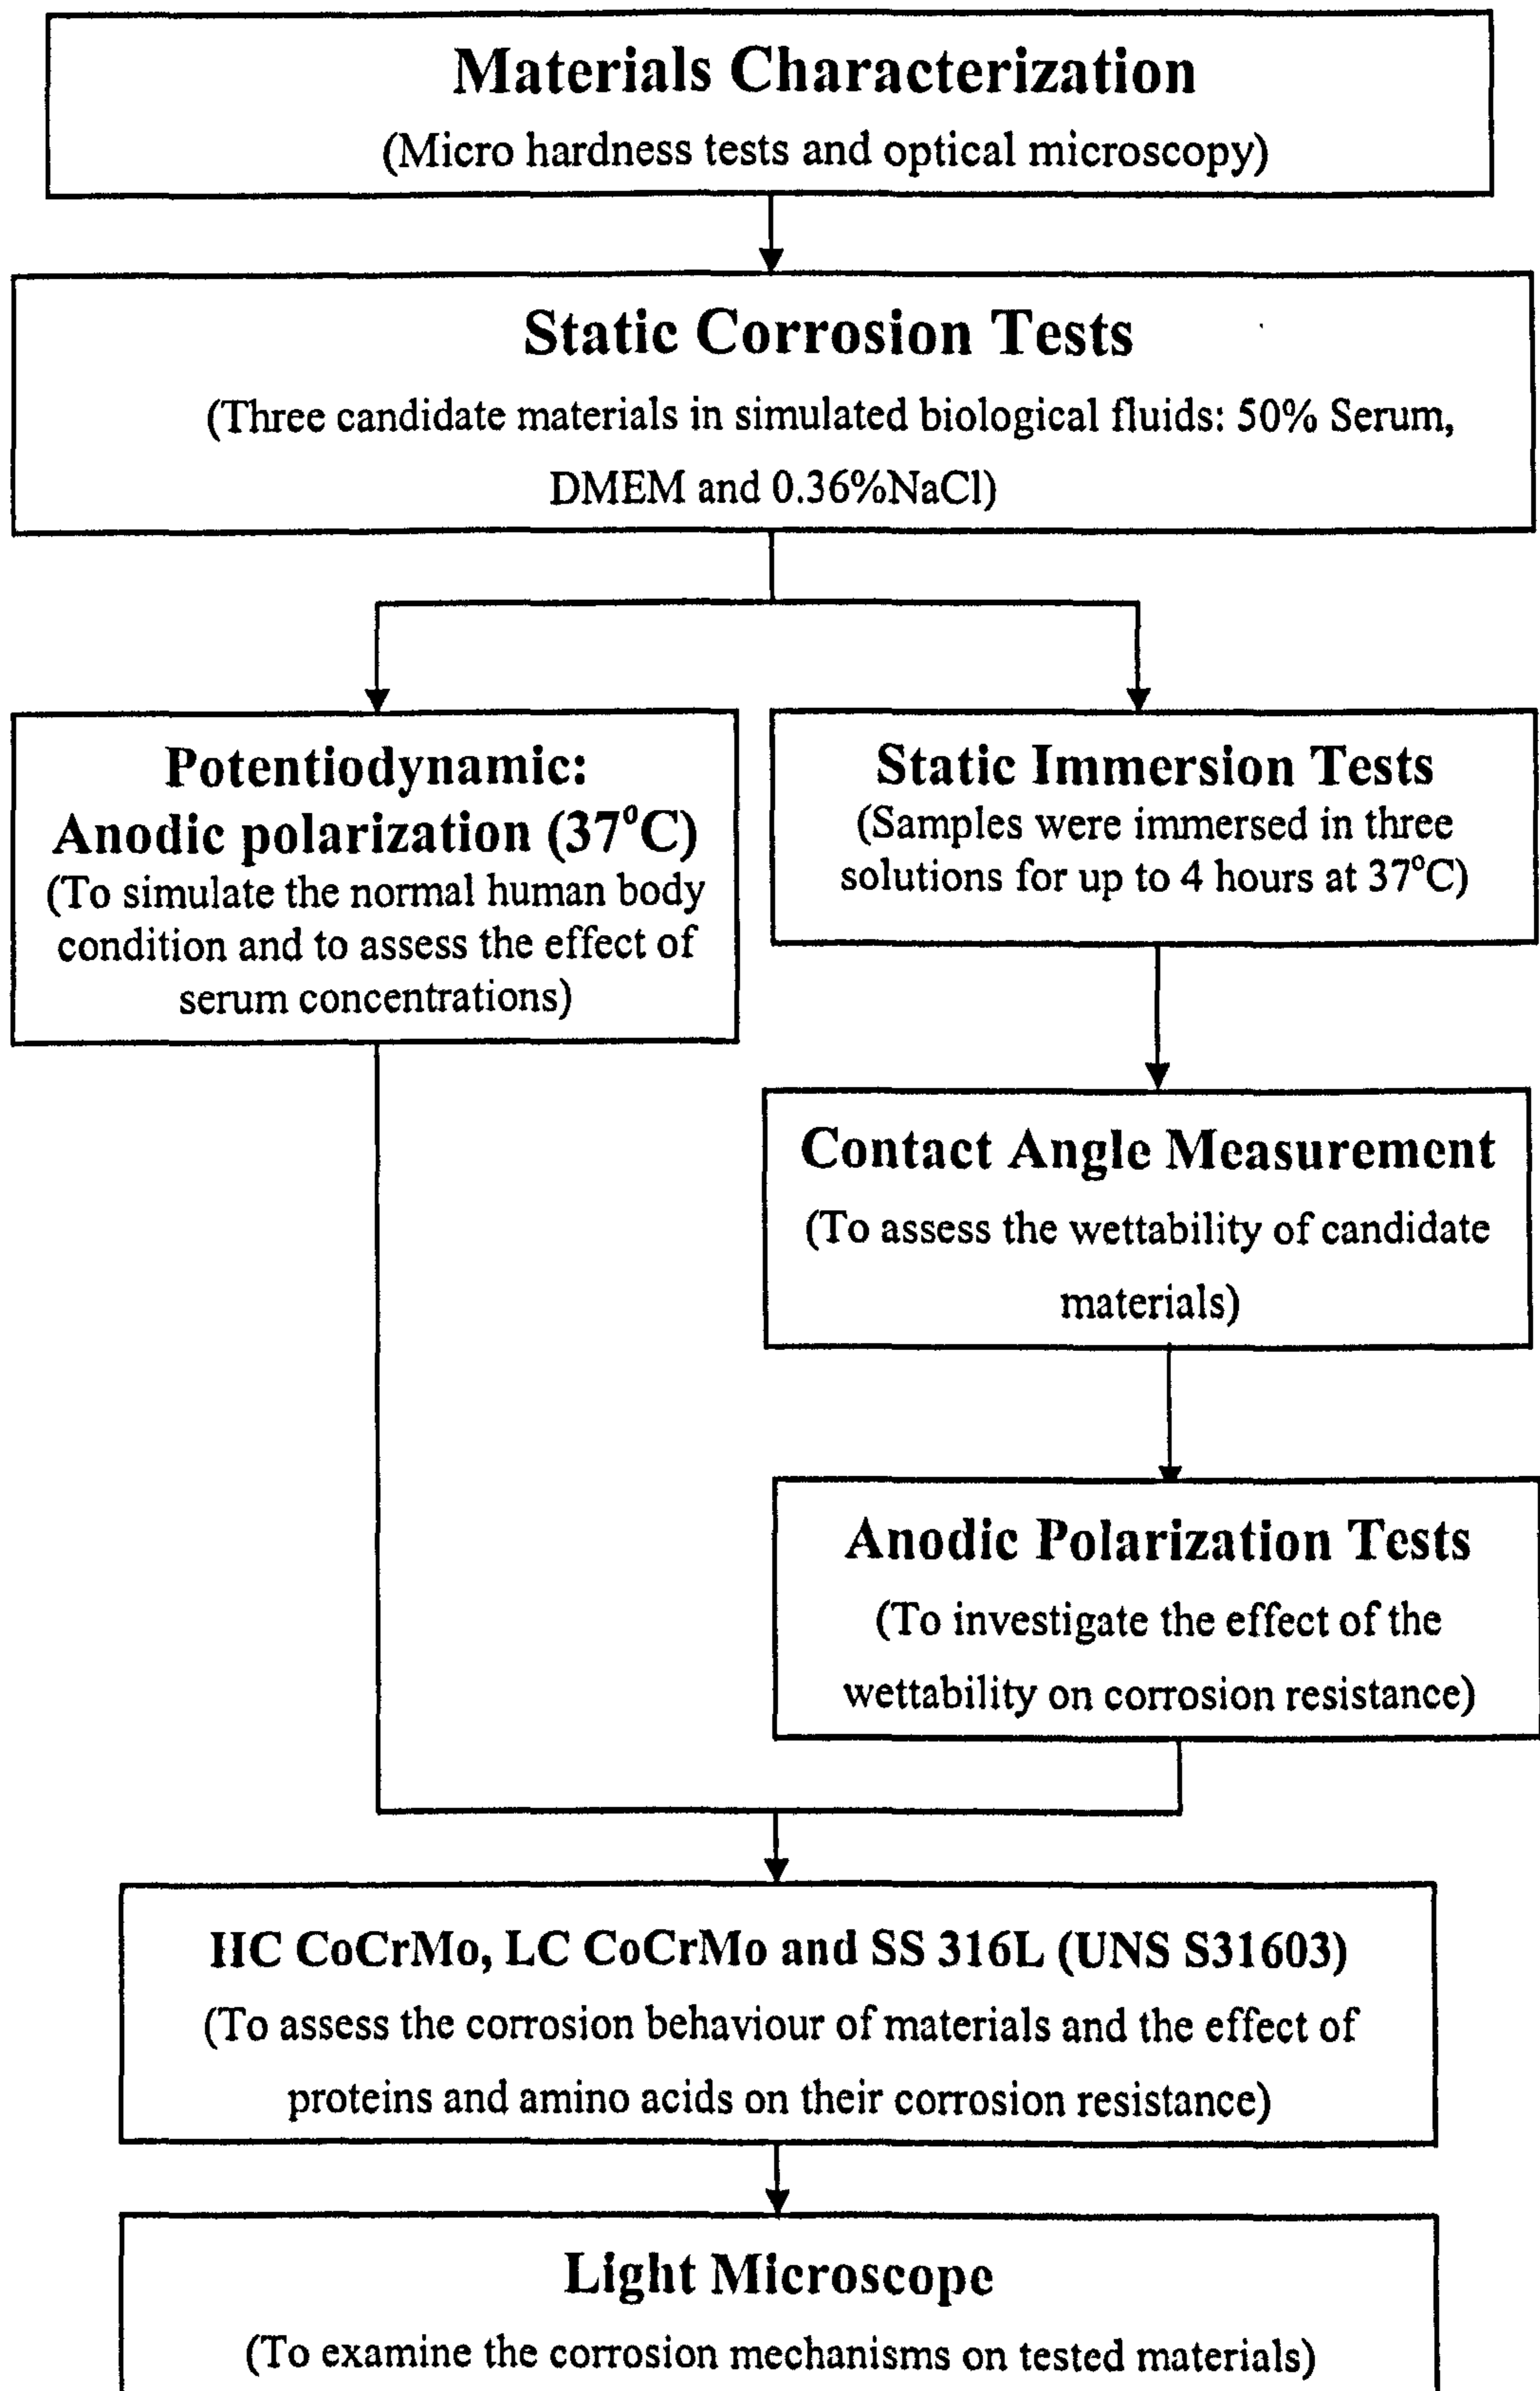 Materials Characterization
(Micro hardness tests and optical microscopy)
Static Corrosion Tests
(Three candidate materials in simulated biological fluids: 50% Serum,
DMEM and 0.36%NaCl)
Potentiodynamic:
Anodic polarization (37⁰C)
(To simulate the normal human body
condition and to assess the effect of
serum concentrations)
Static Immersion Tests
(Samples were immersed in three
solutions for up to 4 hours at 37⁰C)
Contact Angle Measurement
(To assess the wettability of candidate
materials)
Anodic Polarization Tests
(To investigate the effect of the
wettability on corrosion resistance)
HC CoCrMo, LC CoCrMo and SS 316L (UNS S31603)
(To assess the corrosion behaviour of materials and the effect of
proteins and amino acids on their corrosion resistance)
Light Microscope
(To examine the corrosion mechanisms on tested materials)